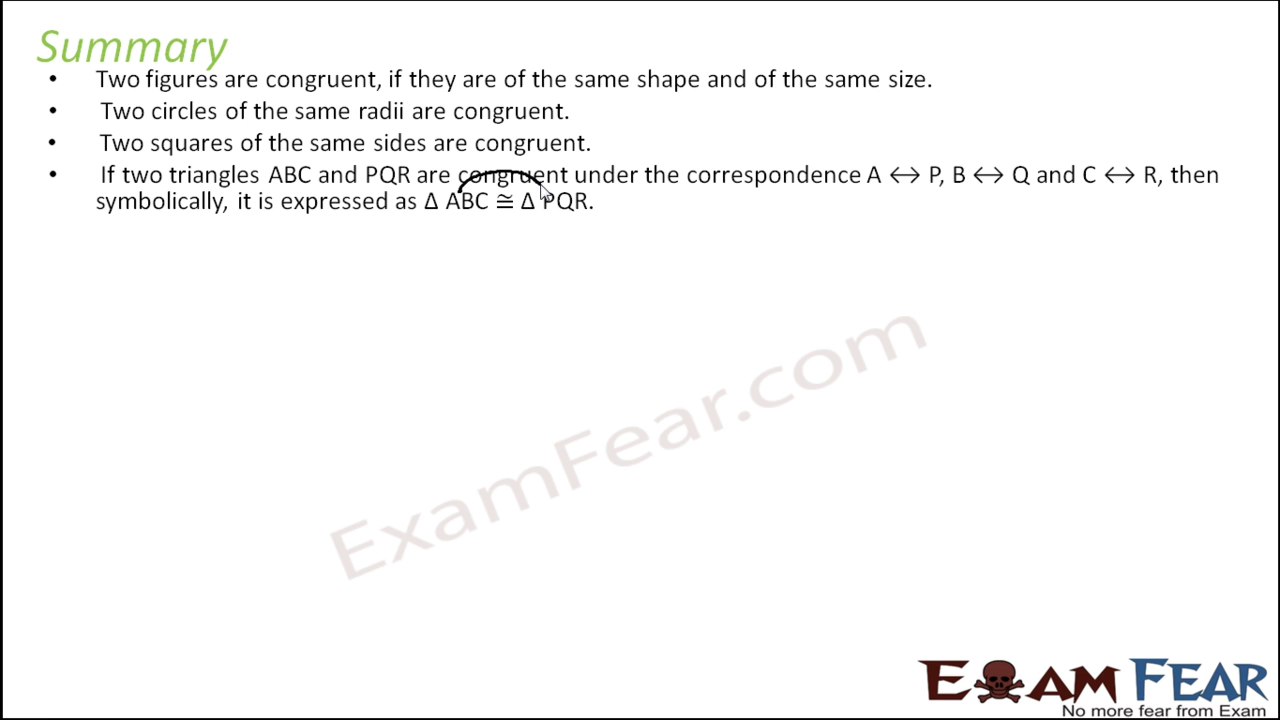 Summary
• Two figures are congruent, if they are of the same shape and of the same size.
• Two circles of the same radii are congruent.
• Two squares of the same sides are congruent.
• If two triangles ABC and PQR are congruent under the correspondence A ↔ P, B ↔ Q and C ↔ R, then
symbolically, it is expressed as Δ ABC ≅ Δ PQR.
ExamFear.com
EXAM FEAR
No more fear from Exam